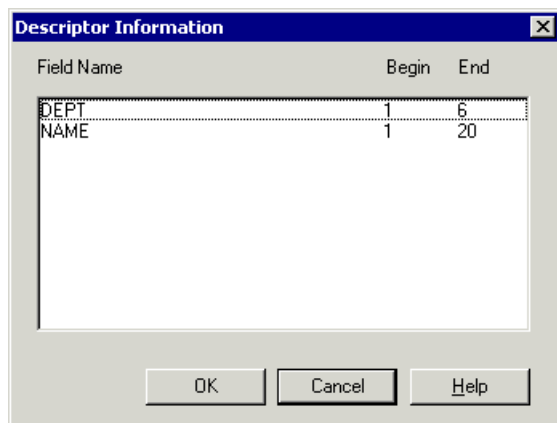 Descriptor Information
Field Name Begin End
DEPT 1 6
NAME 1 20
OK Cancel Help